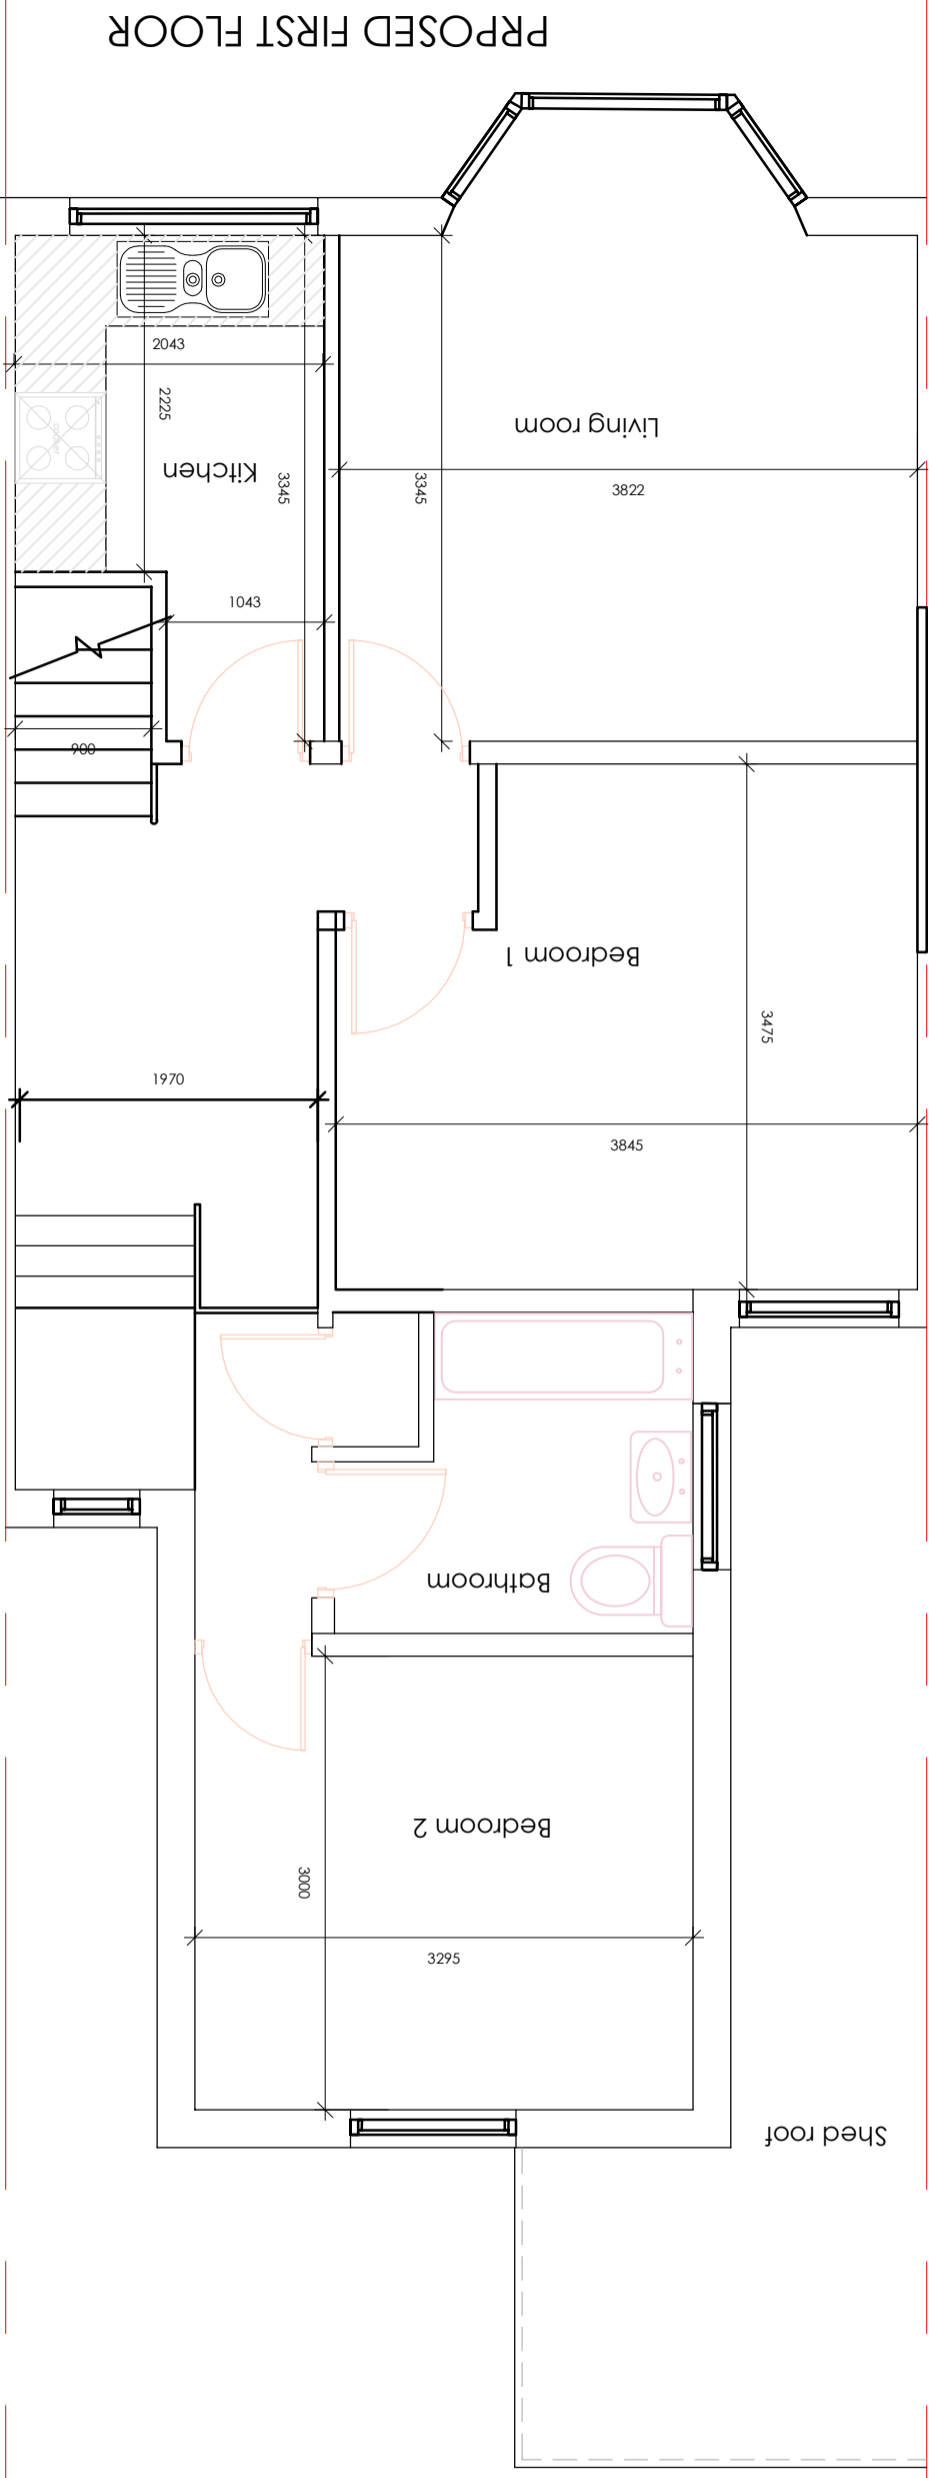 PRPOSED FIRST FLOOR
2043
2225
Kitchen
3345
3345
Living room
3822
cooker
1043
900
Bedroom 1
3475
1970
3845
Bathroom
Bedroom 2
3000
3295
Shed roof